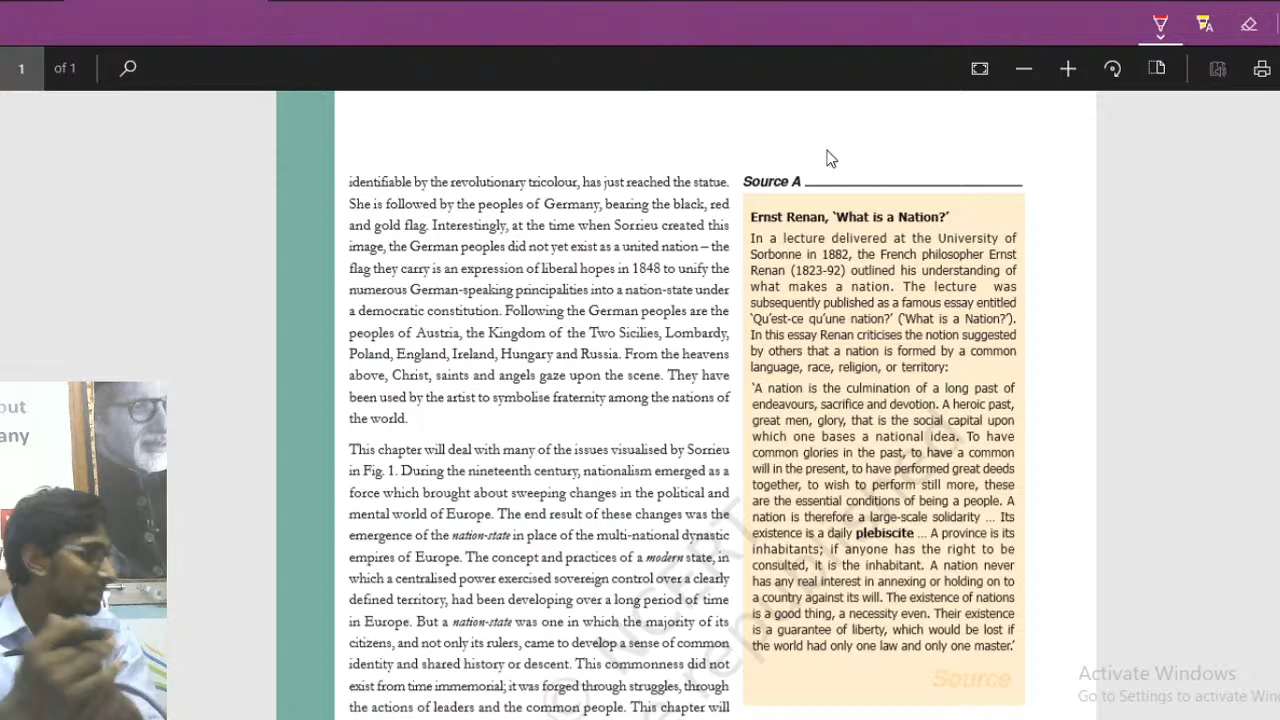 1 of 1
identifiable by the revolutionary tricolour, has just reached the statue.
She is followed by the peoples of Germany, bearing the black, red
and gold flag. Interestingly, at the time when Sorrieu created this
image, the German peoples did not yet exist as a united nation – the
flag they carry is an expression of liberal hopes in 1848 to unify the
numerous German-speaking principalities into a nation-state under
a democratic constitution. Following the German peoples are the
peoples of Austria, the Kingdom of the Two Sicilies, Lombardy,
Poland, England, Ireland, Hungary and Russia. From the heavens
above, Christ, saints and angels gaze upon the scene. They have
been used by the artist to symbolise fraternity among the nations of
the world.
This chapter will deal with many of the issues visualised by Sorrieu
in Fig. 1. During the nineteenth century, nationalism emerged as a
force which brought about sweeping changes in the political and
mental world of Europe. The end result of these changes was the
emergence of the nation-state in place of the multi-national dynastic
empires of Europe. The concept and practices of a modern state, in
which a centralised power exercised sovereign control over a clearly
defined territory, had been developing over a long period of time
in Europe. But a nation-state was one in which the majority of its
citizens, and not only its rulers, came to develop a sense of common
identity and shared history or descent. This commonness did not
exist from time immemorial; it was forged through struggles, through
the actions of leaders and the common people. This chapter will
Source A
Ernst Renan, ‘What is a Nation?’
In a lecture delivered at the University of
Sorbonne in 1882, the French philosopher Ernst
Renan (1823-92) outlined his understanding of
what makes a nation. The lecture was
subsequently published as a famous essay entitled
‘Qu’est-ce qu’une nation?’ (‘What is a Nation?’).
In this essay Renan criticises the notion suggested
by others that a nation is formed by a common
language, race, religion, or territory:
‘A nation is the culmination of a long past of
endeavours, sacrifice and devotion. A heroic past,
great men, glory, that is the social capital upon
which one bases a national idea. To have
common glories in the past, to have a common
will in the present, to have performed great deeds
together, to wish to perform still more, these
are the essential conditions of being a people. A
nation is therefore a large-scale solidarity … Its
existence is a daily plebiscite … A province is its
inhabitants; if anyone has the right to be
consulted, it is the inhabitant. A nation never
has any real interest in annexing or holding on to
a country against its will. The existence of nations
is a good thing, a necessity even. Their existence
is a guarantee of liberty, which would be lost if
the world had only one law and only one master.’
Source
Activate Windows
Go to Settings to activate Win